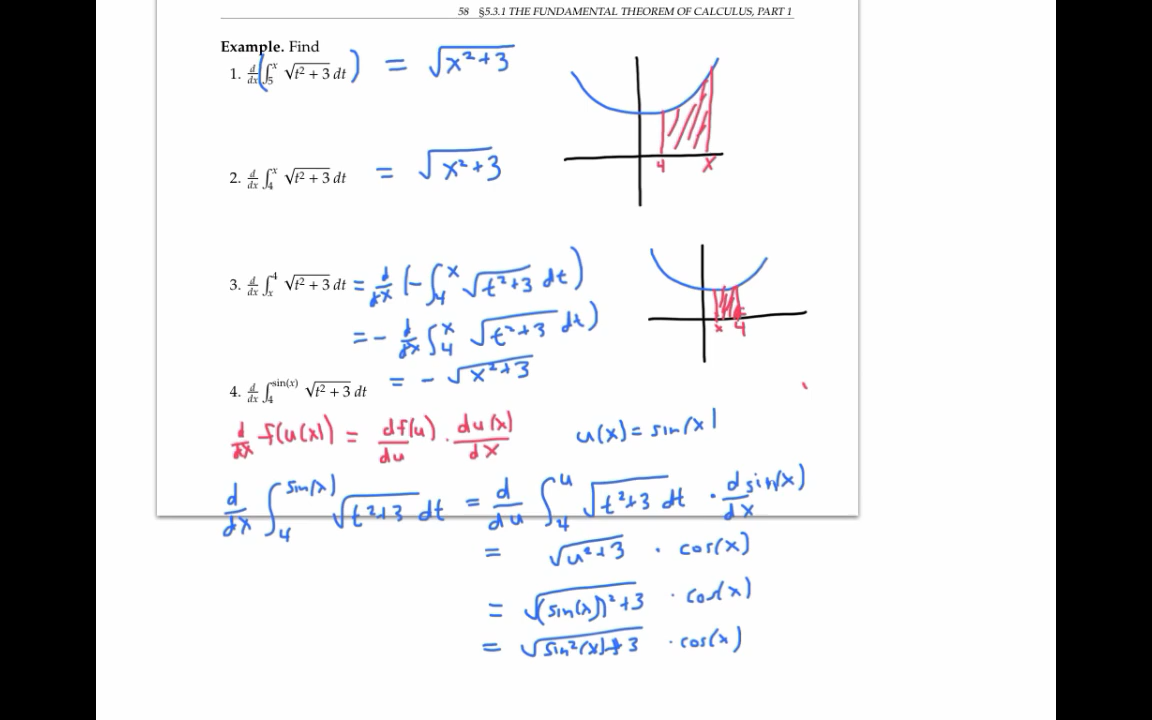 58 §5.3.1 THE FUNDAMENTAL THEOREM OF CALCULUS, PART 1
Example. Find
1. d/dx (∫_5^x √(t² + 3) dt) = √(x²+3)
4 x
2. d/dx ∫_4^x √(t² + 3) dt = √(x²+3)
3. d/dx ∫_x^4 √(t² + 3) dt = d/dx (-∫_4^x √(t²+3) dt)
x 4
= - d/dx ∫_4^x √(t²+3) dt)
= - √(x²+3)
4. d/dx ∫_4^sin(x) √(t² + 3) dt
d/dx f(u(x)) = df(u)/du · du(x)/dx u(x) = sin(x)
d/dx ∫_4^sin(x) √(t²+3) dt = d/du ∫_4^u √(t²+3) dt · d sin(x)/dx
= √(u²+3) · cos(x)
= √((sin(x))²+3) · cos(x)
= √(sin²(x)+3) · cos(x)